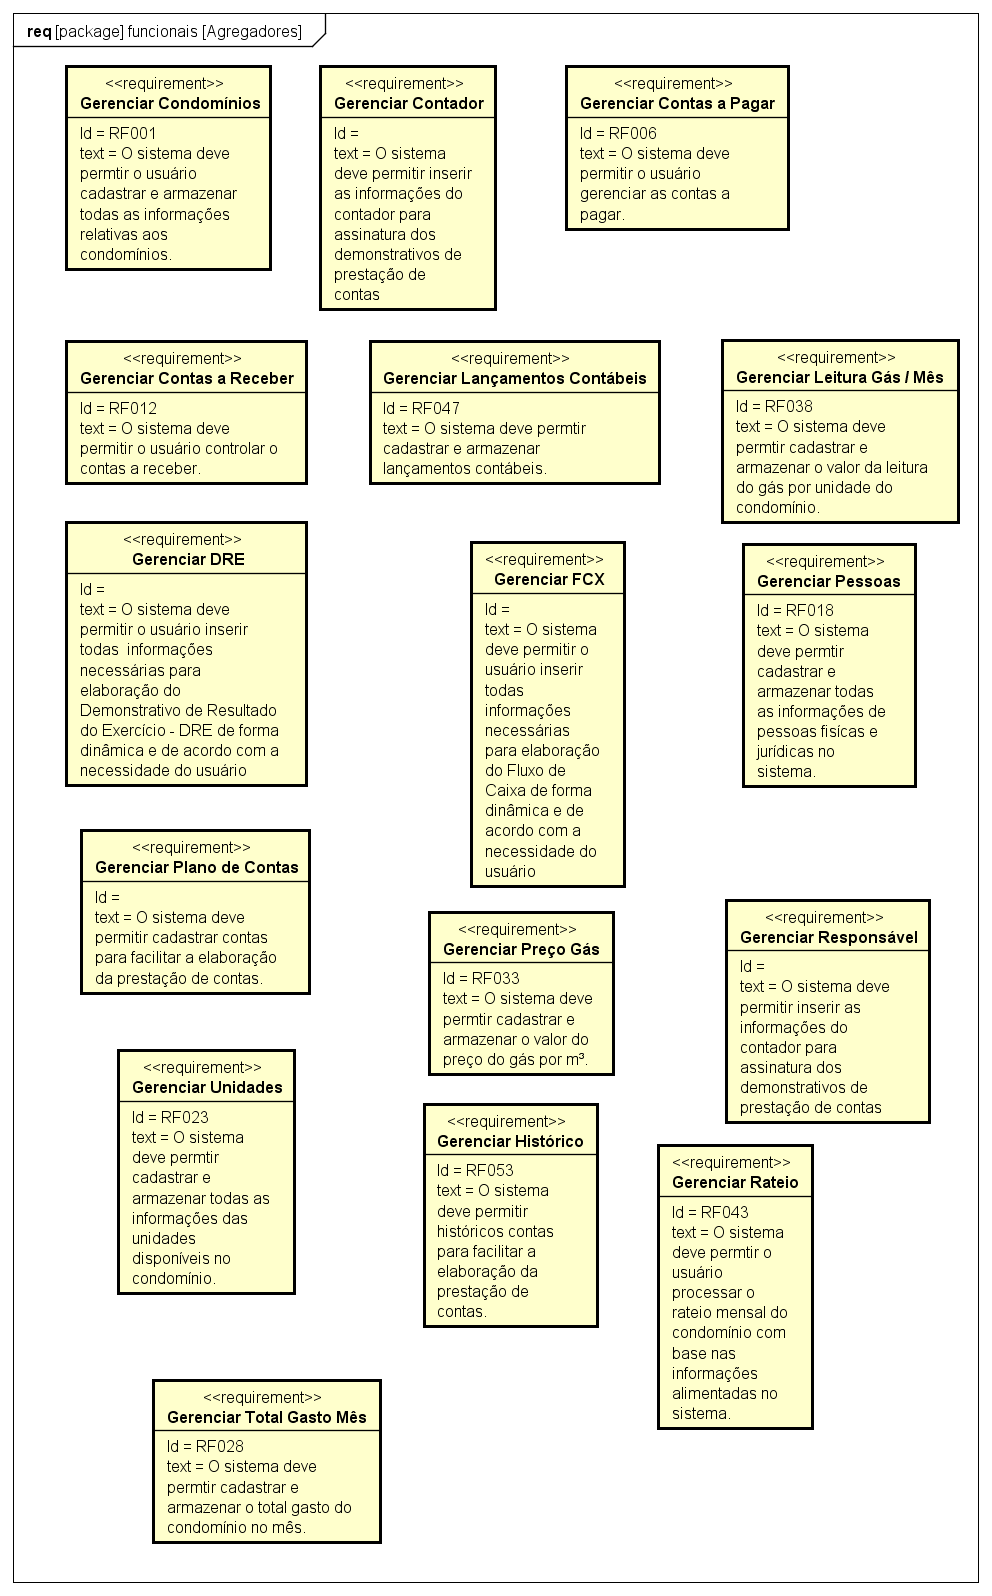 req [package] funcionais [Agregadores]
<<requirement>>
Gerenciar Condomínios
Id = RF001
text = O sistema deve
permtir o usuário
cadastrar e armazenar
todas as informações
relativas aos
condomínios.
<<requirement>>
Gerenciar Contador
Id =
text = O sistema
deve permitir inserir
as informações do
contador para
assinatura dos
demonstrativos de
prestação de
contas
<<requirement>>
Gerenciar Contas a Pagar
Id = RF006
text = O sistema deve
permitir o usuário
gerenciar as contas a
pagar.
<<requirement>>
Gerenciar Contas a Receber
Id = RF012
text = O sistema deve
permitir o usuário controlar o
contas a receber.
<<requirement>>
Gerenciar Lançamentos Contábeis
Id = RF047
text = O sistema deve permtir
cadastrar e armazenar
lançamentos contábeis.
<<requirement>>
Gerenciar Leitura Gás / Mês
Id = RF038
text = O sistema deve
permtir cadastrar e
armazenar o valor da leitura
do gás por unidade do
condomínio.
<<requirement>>
Gerenciar DRE
Id =
text = O sistema deve
permitir o usuário inserir
todas  informações
necessárias para
elaboração do
Demonstrativo de Resultado
do Exercício - DRE de forma
dinâmica e de acordo com a
necessidade do usuário
<<requirement>>
Gerenciar FCX
Id =
text = O sistema
deve permitir o
usuário inserir
todas
informações
necessárias
para elaboração
do Fluxo de
Caixa de forma
dinâmica e de
acordo com a
necessidade do
usuário
<<requirement>>
Gerenciar Pessoas
Id = RF018
text = O sistema
deve permtir
cadastrar e
armazenar todas
as informações de
pessoas fisícas e
jurídicas no
sistema.
<<requirement>>
Gerenciar Plano de Contas
Id =
text = O sistema deve
permitir cadastrar contas
para facilitar a elaboração
da prestação de contas.
<<requirement>>
Gerenciar Preço Gás
Id = RF033
text = O sistema deve
permtir cadastrar e
armazenar o valor do
preço do gás por m³.
<<requirement>>
Gerenciar Responsável
Id =
text = O sistema deve
permitir inserir as
informações do
contador para
assinatura dos
demonstrativos de
prestação de contas
<<requirement>>
Gerenciar Unidades
Id = RF023
text = O sistema
deve permtir
cadastrar e
armazenar todas as
informações das
unidades
disponíveis no
condomínio.
<<requirement>>
Gerenciar Histórico
Id = RF053
text = O sistema
deve permitir
históricos contas
para facilitar a
elaboração da
prestação de
contas.
<<requirement>>
Gerenciar Rateio
Id = RF043
text = O sistema
deve permtir o
usuário
processar o
rateio mensal do
condomínio com
base nas
informações
alimentadas no
sistema.
<<requirement>>
Gerenciar Total Gasto Mês
Id = RF028
text = O sistema deve
permtir cadastrar e
armazenar o total gasto do
condomínio no mês.